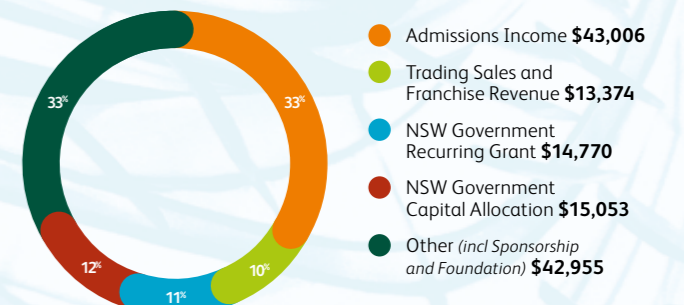 33%
33%
12%
11%
10%
Admissions Income $43,006
Trading Sales and
Franchise Revenue $13,374
NSW Government
Recurring Grant $14,770
NSW Government
Capital Allocation $15,053
Other (incl Sponsorship
and Foundation) $42,955